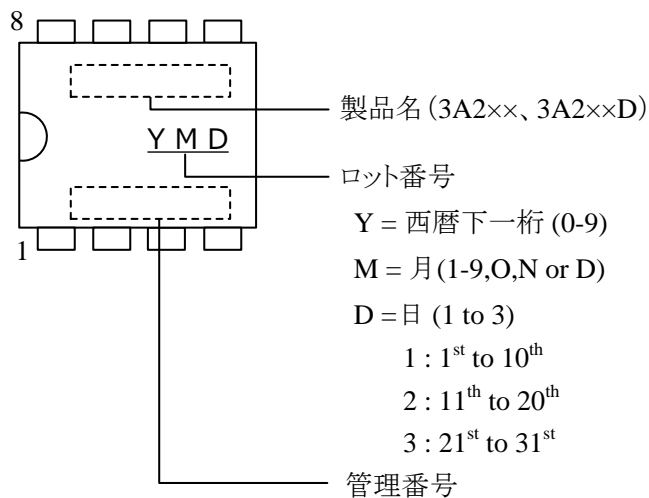 8
製品名(3A2××、3A2××D)
YMD
ロット番号
1
Y = 西暦下一桁 (0-9)
M = 月(1-9,O,N or D)
D =日 (1 to 3)
1 : 1st to 10th
2 : 11th to 20th
3 : 21st to 31st
管理番号